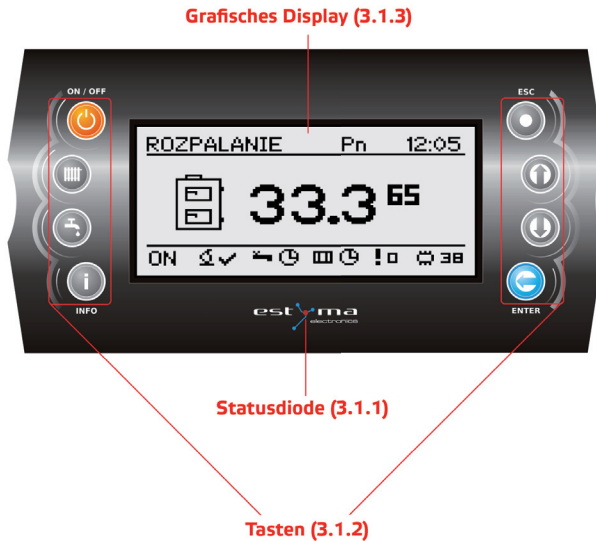 Grafisches Display (3.1.3)
ON / OFF
ESC
ROZPALANIE Pn 12:05
33.3 65
ON ! 0 38
i
INFO
ENTER
estyma
electronics
Statusdiode (3.1.1)
Tasten (3.1.2)